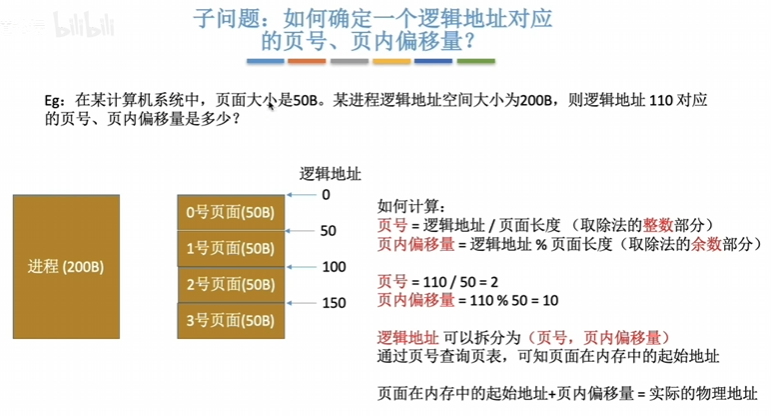 bilibili
子问题：如何确定一个逻辑地址对应
的页号、页内偏移量？
Eg：在某计算机系统中，页面大小是50B。某进程逻辑地址空间大小为200B，则逻辑地址 110 对应
的页号、页内偏移量是多少？
逻辑地址
进程 (200B)
0号页面(50B)
1号页面(50B)
2号页面(50B)
3号页面(50B)
0
50
100
150
如何计算：
页号 = 逻辑地址 / 页面长度 （取除法的整数部分）
页内偏移量 = 逻辑地址 % 页面长度（取除法的余数部分）
页号 = 110 / 50 = 2
页内偏移量 = 110 % 50 = 10
逻辑地址 可以拆分为（页号，页内偏移量）
通过页号查询页表，可知页面在内存中的起始地址
页面在内存中的起始地址+页内偏移量 = 实际的物理地址